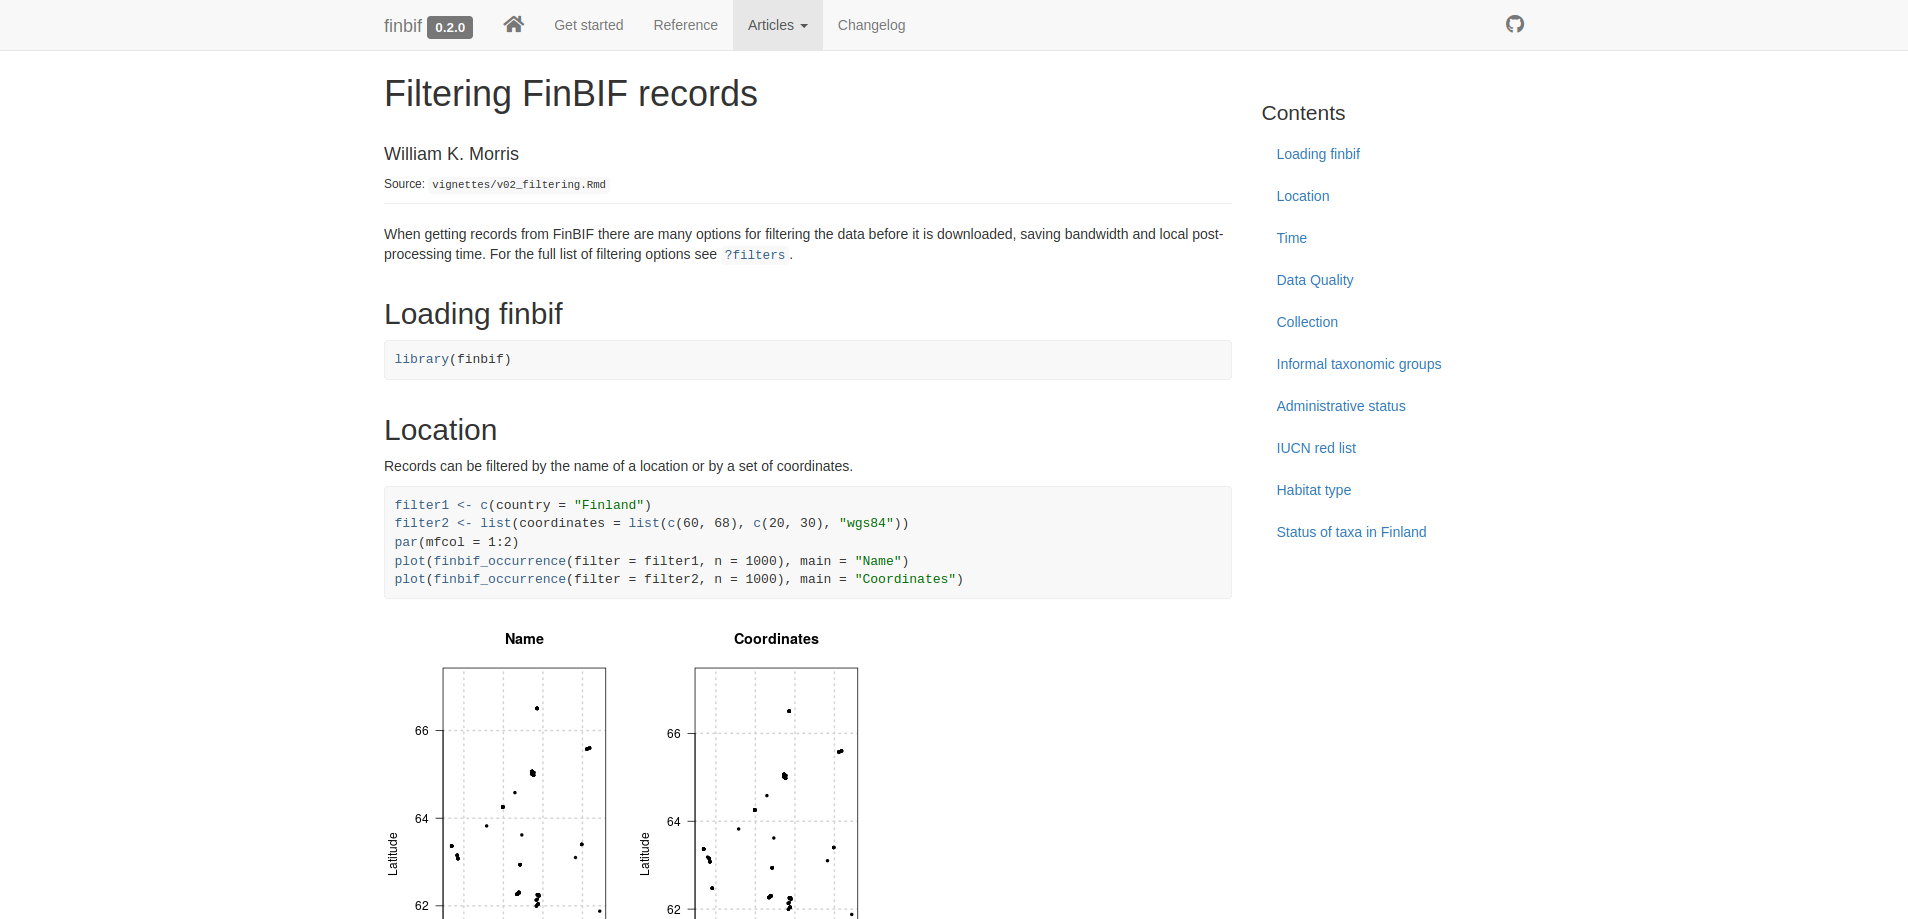 finbif 0.2.0 Get started Reference Articles Changelog
Filtering FinBIF records
William K. Morris
Source: vignettes/v02_filtering.Rmd
When getting records from FinBIF there are many options for filtering the data before it is downloaded, saving bandwidth and local post-
processing time. For the full list of filtering options see ?filters.
Loading finbif
library(finbif)
Location
Records can be filtered by the name of a location or by a set of coordinates.
filter1 <- c(country = "Finland")
filter2 <- list(coordinates = list(c(60, 68), c(20, 30), "wgs84"))
par(mfcol = 1:2)
plot(finbif_occurrence(filter = filter1, n = 1000), main = "Name")
plot(finbif_occurrence(filter = filter2, n = 1000), main = "Coordinates")
Name
66
64
62
Latitude
Coordinates
66
64
62
Latitude
Contents
Loading finbif
Location
Time
Data Quality
Collection
Informal taxonomic groups
Administrative status
IUCN red list
Habitat type
Status of taxa in Finland